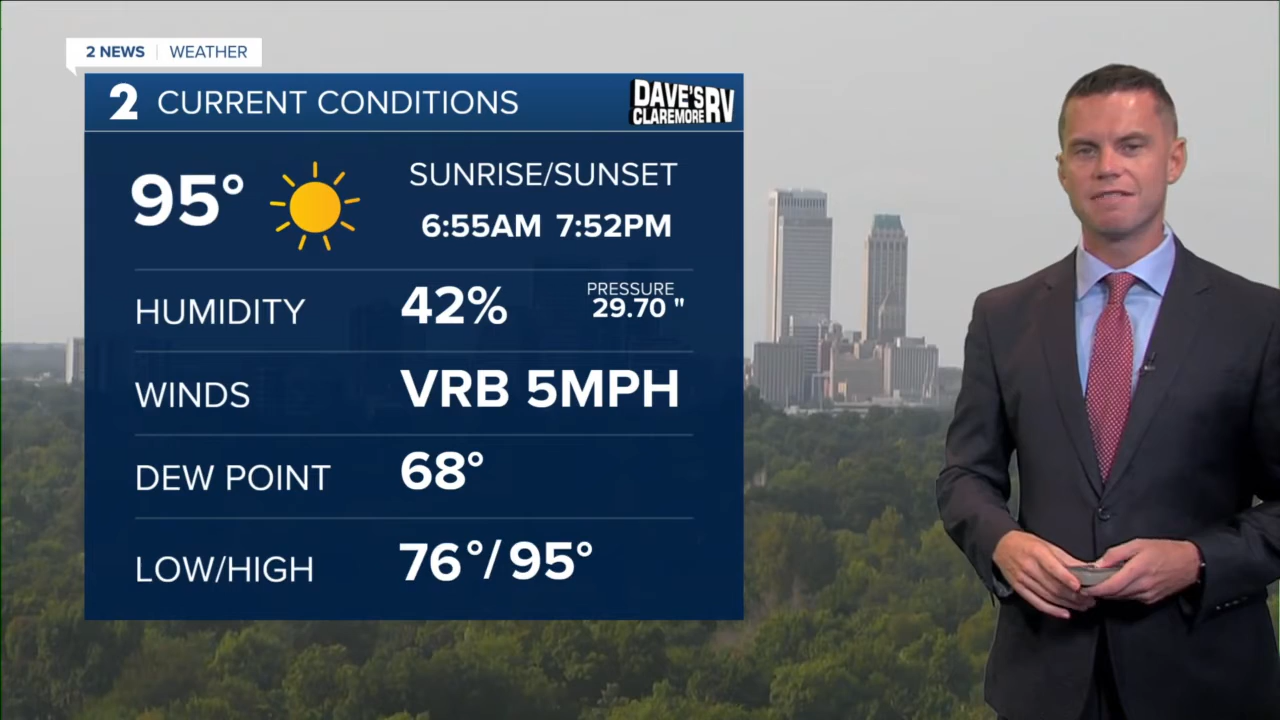 2 NEWS | WEATHER
2 CURRENT CONDITIONS
DAVE'S RV
CLAREMORE
95°
SUNRISE/SUNSET
6:55AM 7:52PM
HUMIDITY 42% PRESSURE 29.70 "
WINDS VRB 5MPH
DEW POINT 68°
LOW/HIGH 76°/95°